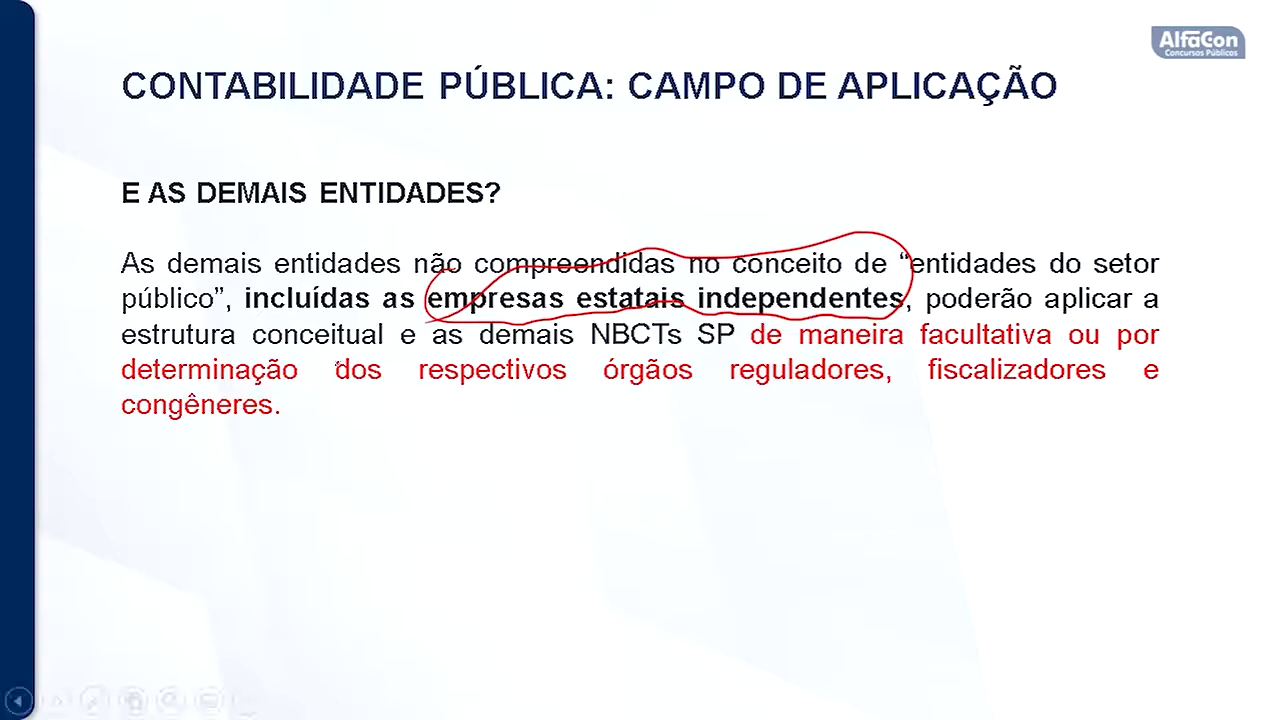 AlfaCon
Concursos Públicos
CONTABILIDADE PÚBLICA: CAMPO DE APLICAÇÃO
E AS DEMAIS ENTIDADES?
As demais entidades não compreendidas no conceito de “entidades do setor
público”, incluídas as empresas estatais independentes, poderão aplicar a
estrutura conceitual e as demais NBCTs SP de maneira facultativa ou por
determinação dos respectivos órgãos reguladores, fiscalizadores e
congêneres.